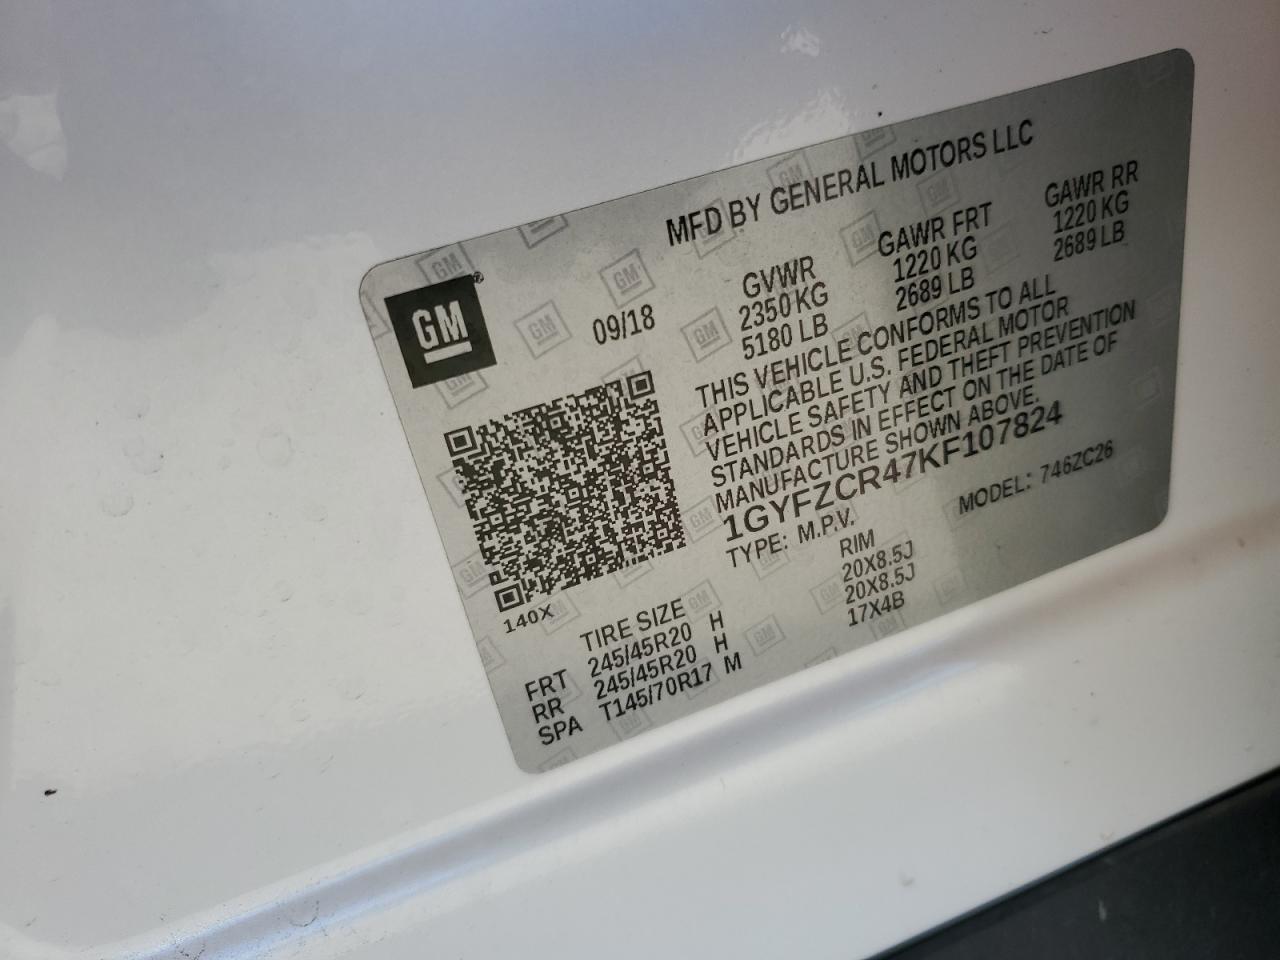 MFD BY GENERAL MOTORS LLC
GM®
09/18
GVWR GAWR FRT GAWR RR
2350 KG 1220 KG 1220 KG
5180 LB 2689 LB 2689 LB
THIS VEHICLE CONFORMS TO ALL
APPLICABLE U.S. FEDERAL MOTOR
VEHICLE SAFETY AND THEFT PREVENTION
STANDARDS IN EFFECT ON THE DATE OF
MANUFACTURE SHOWN ABOVE.
1GYFZCR47KF107824
TYPE: M.P.V. MODEL: 746ZC26
140X
TIRE SIZE RIM
FRT 245/45R20 H 20X8.5J
RR 245/45R20 H 20X8.5J
SPA T145/70R17 M 17X4B